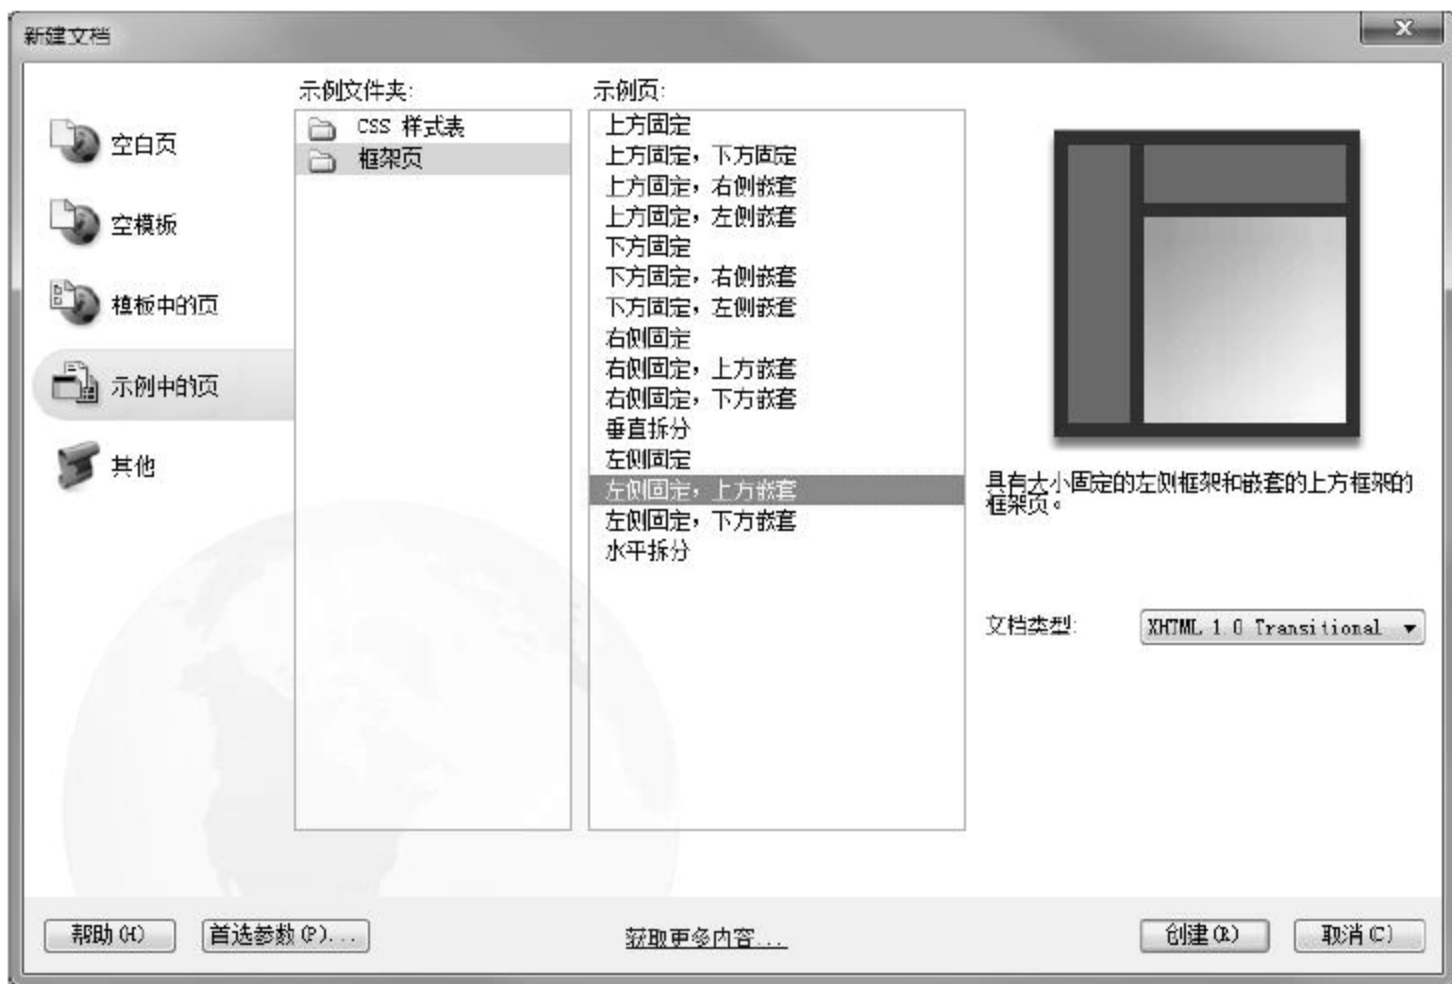 新建文档
空白页
空模板
模板中的页
示例中的页
其他
示例文件夹:
CSS 样式表
框架页
示例页:
上方固定
上方固定，下方固定
上方固定，右侧嵌套
上方固定，左侧嵌套
下方固定
下方固定，右侧嵌套
下方固定，左侧嵌套
右侧固定
右侧固定，上方嵌套
右侧固定，下方嵌套
垂直拆分
左侧固定
左侧固定，上方嵌套
左侧固定，下方嵌套
水平拆分
具有大小固定的左侧框架和嵌套的上方框架的
框架页。
文档类型:
XHTML 1.0 Transitional
帮助(H)
首选参数(P)...
获取更多内容...
创建(R)
取消(C)